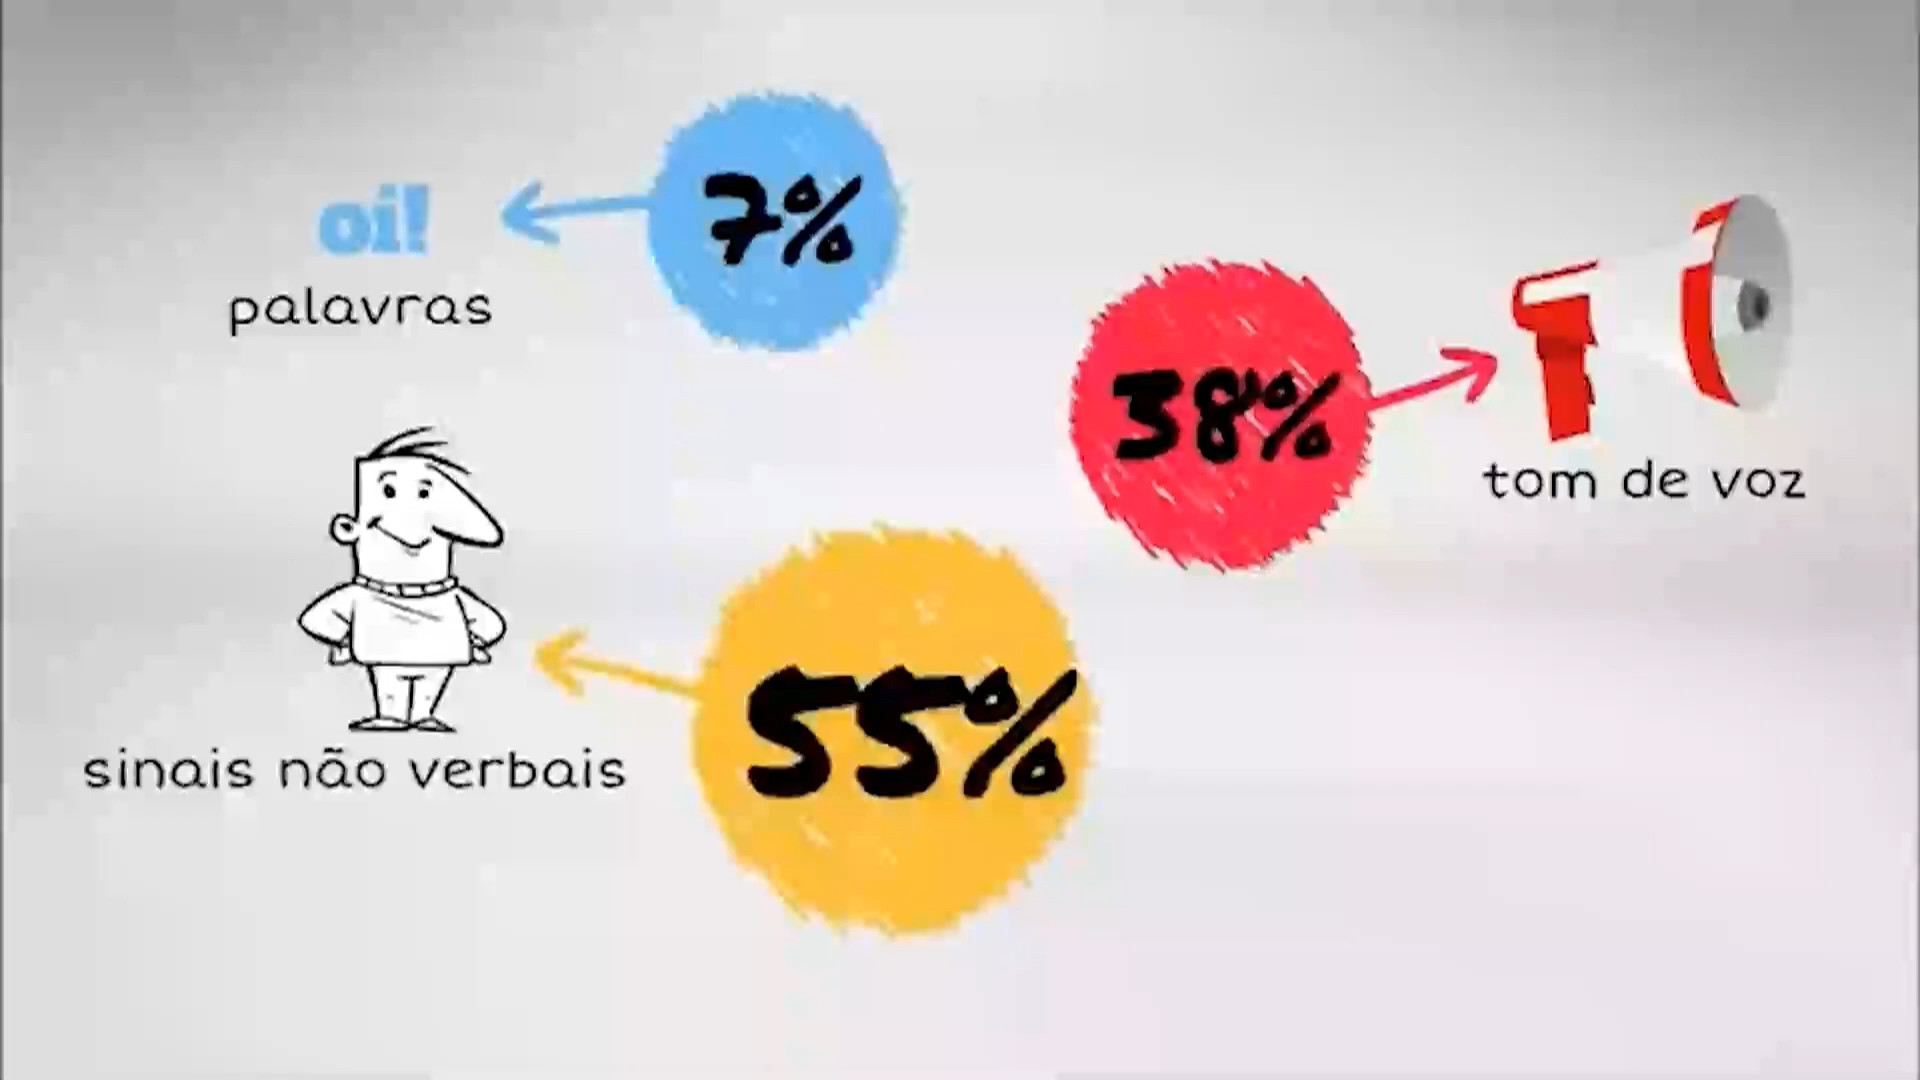 oi!
palavras
7%
38%
tom de voz
55%
sinais não verbais